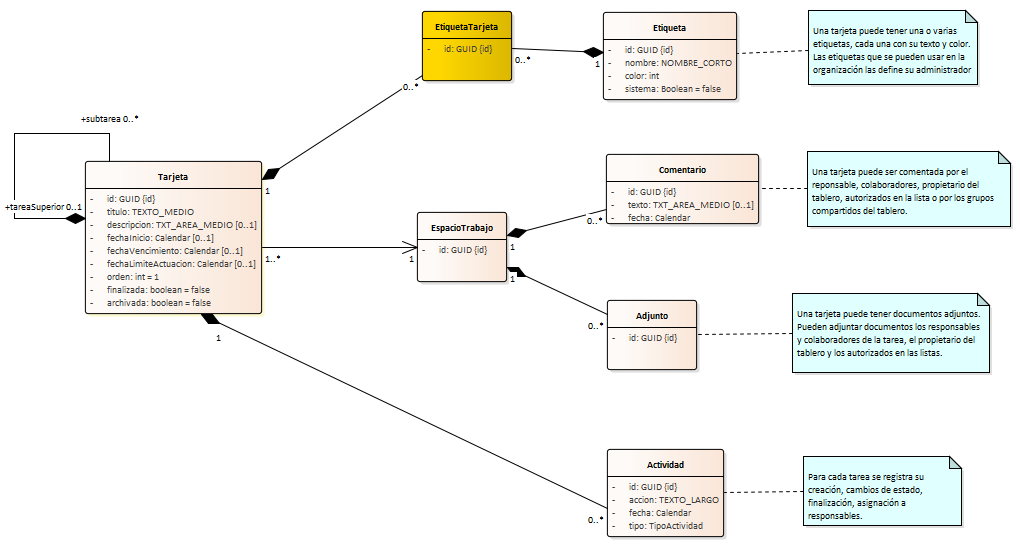 EtiquetaTarjeta
- id: GUID {id}
0..*
Etiqueta
- id: GUID {id}
- nombre: NOMBRE_CORTO
- color: int
- sistema: Boolean = false
1
Una tarjeta puede tener una o varias
etiquetas, cada una con su texto y color.
Las etiquetas que se pueden usar en la
organización las define su administrador
0..*
+subtarea 0..*
+tareaSuperior 0..1
Tarjeta
- id: GUID {id}
- titulo: TEXTO_MEDIO
- descripcion: TXT_AREA_MEDIO [0..1]
- fechaInicio: Calendar [0..1]
- fechaVencimiento: Calendar [0..1]
- fechaLimiteActuacion: Calendar [0..1]
- orden: int = 1
- finalizada: boolean = false
- archivada: boolean = false
1
1..*
1
1
EspacioTrabajo
- id: GUID {id}
1
1
Comentario
- id: GUID {id}
- texto: TXT_AREA_MEDIO [0..1]
- fecha: Calendar
0..*
Una tarjeta puede ser comentada por el
reponsable, colaboradores, propietario del
tablero, autorizados en la lista o por los grupos
compartidos del tablero.
Adjunto
- id: GUID {id}
0..*
Una tarjeta puede tener documentos adjuntos.
Pueden adjuntar documentos los responsables
y colaboradores de la tarea, el propietario del
tablero y los autorizados en las listas.
Actividad
- id: GUID {id}
- accion: TEXTO_LARGO
- fecha: Calendar
- tipo: TipoActividad
0..*
Para cada tarea se registra su
creación, cambios de estado,
finalización, asignación a
responsables.